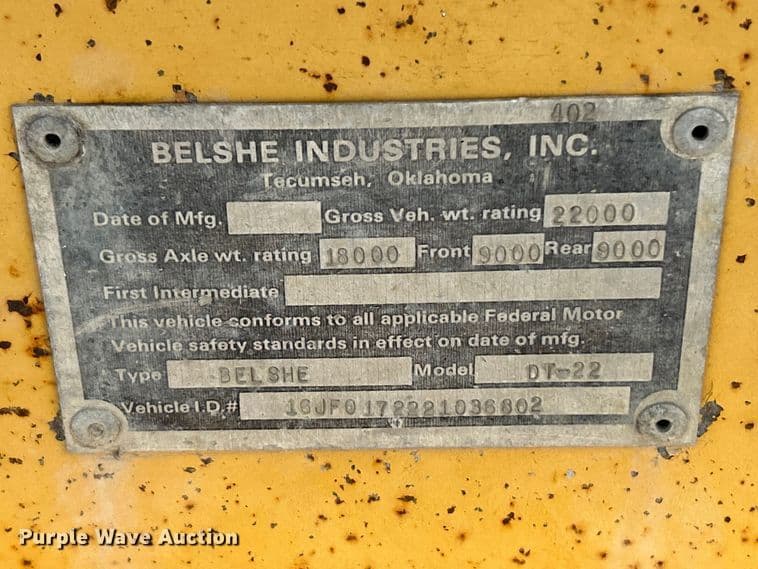 402
BELSHE INDUSTRIES, INC.
Tecumseh, Oklahoma
Date of Mfg. Gross Veh. wt. rating 22000
Gross Axle wt. rating 18000 Front 9000 Rear 9000
First Intermediate
This vehicle conforms to all applicable Federal Motor
Vehicle safety standards in effect on date of mfg.
Type BELSHE Model DT-22
Vehicle I.D.# 16JF0172221036802
Purple Wave Auction